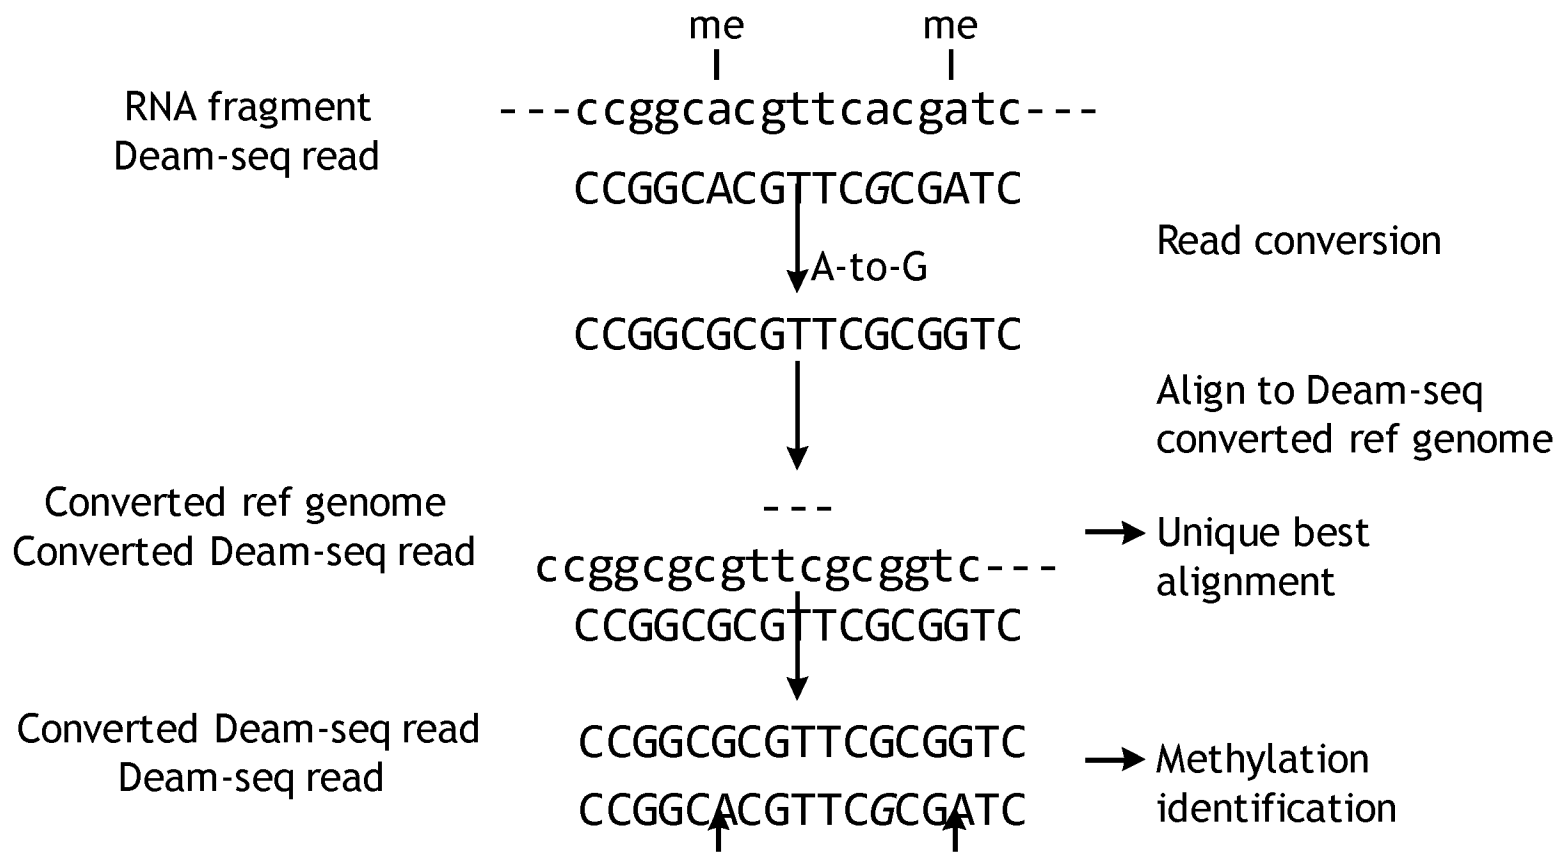 me me
RNA fragment
Deam-seq read
---ccggcacgttcacgatc---
CCGGCACGTTCGCGATC
Read conversion
A-to-G
CCGGCGCGTTCGCGGTC
Align to Deam-seq
converted ref genome
Converted ref genome
Converted Deam-seq read
---
ccggcgcgttcgcggtc---
CCGGCGCGTTCGCGGTC
Unique best
alignment
Converted Deam-seq read
Deam-seq read
CCGGCGCGTTCGCGGTC
CCGGCACGTTCGCGATC
Methylation
identification